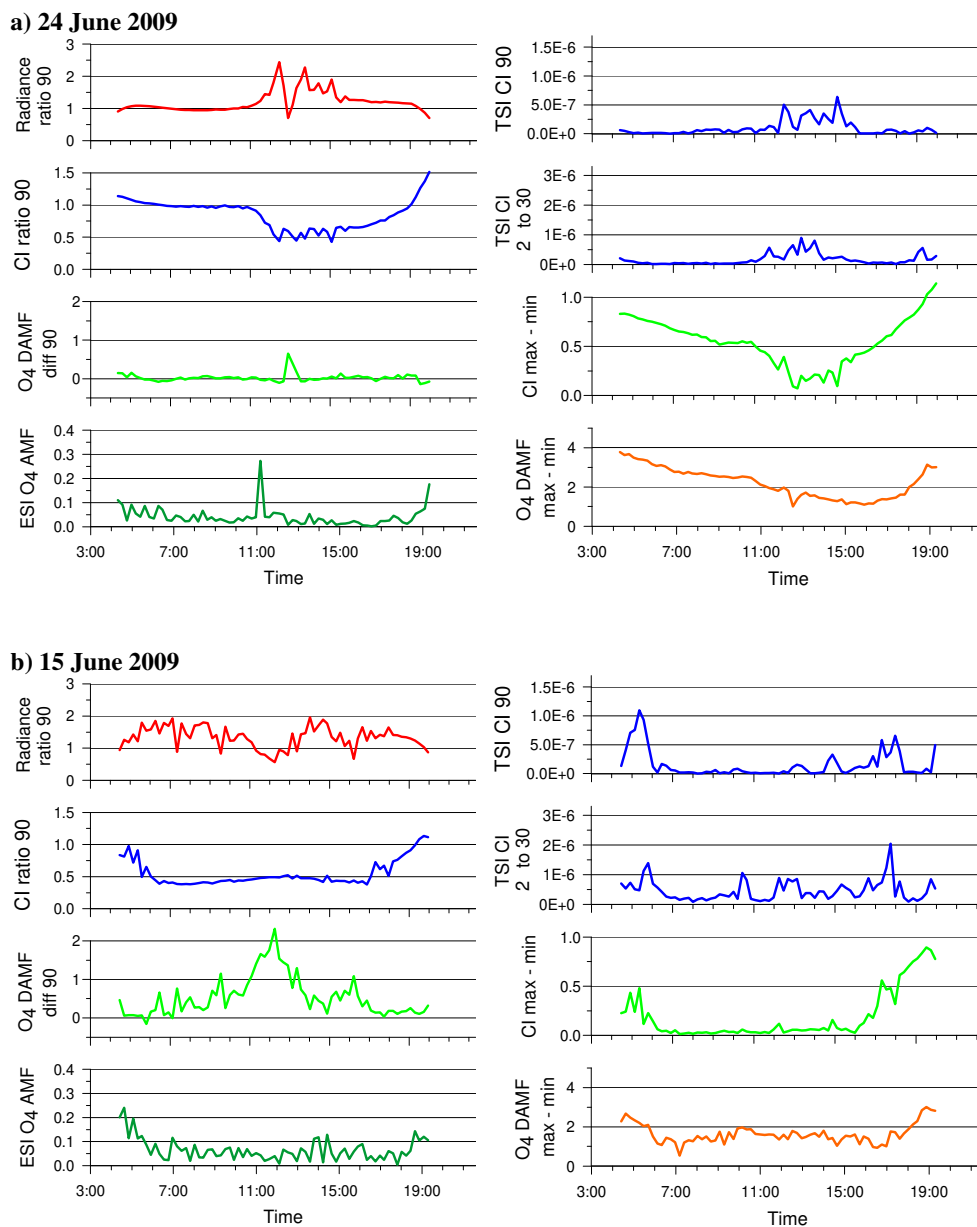 a) 24 June 2009
Radiance
ratio 90
3
2
1
0
CI ratio 90
1.5
1.0
0.5
0.0
O4 DAMF
diff 90
2
1
0
ESI O4 AMF
0.4
0.3
0.2
0.1
0.0
3:00 7:00 11:00 15:00 19:00
Time
TSI CI 90
1.5E-6
1.0E-6
5.0E-7
0.0E+0
TSI CI
2 to 30
3E-6
2E-6
1E-6
0E+0
CI max - min
1.0
0.5
0.0
O4 DAMF
max - min
4
2
0
3:00 7:00 11:00 15:00 19:00
Time
b) 15 June 2009
Radiance
ratio 90
3
2
1
0
CI ratio 90
1.5
1.0
0.5
0.0
O4 DAMF
diff 90
2
1
0
ESI O4 AMF
0.4
0.3
0.2
0.1
0.0
3:00 7:00 11:00 15:00 19:00
Time
TSI CI 90
1.5E-6
1.0E-6
5.0E-7
0.0E+0
TSI CI
2 to 30
3E-6
2E-6
1E-6
0E+0
CI max - min
1.0
0.5
0.0
O4 DAMF
max - min
4
2
0
3:00 7:00 11:00 15:00 19:00
Time